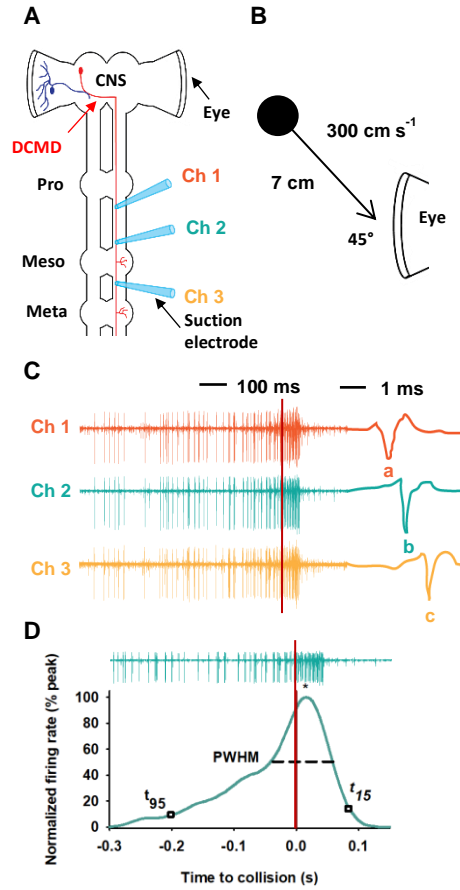 A
CNS
Eye
DCMD
Pro
Ch 1
Ch 2
Meso
Meta
Ch 3
Suction
electrode
B
300 cm s⁻¹
7 cm
45°
Eye
C
100 ms
1 ms
Ch 1
a
Ch 2
b
Ch 3
c
D
Normalized firing rate (% peak)
100
80
60
40
20
0
*
PWHM
t95
t15
-0.3
-0.2
-0.1
0.0
0.1
Time to collision (s)